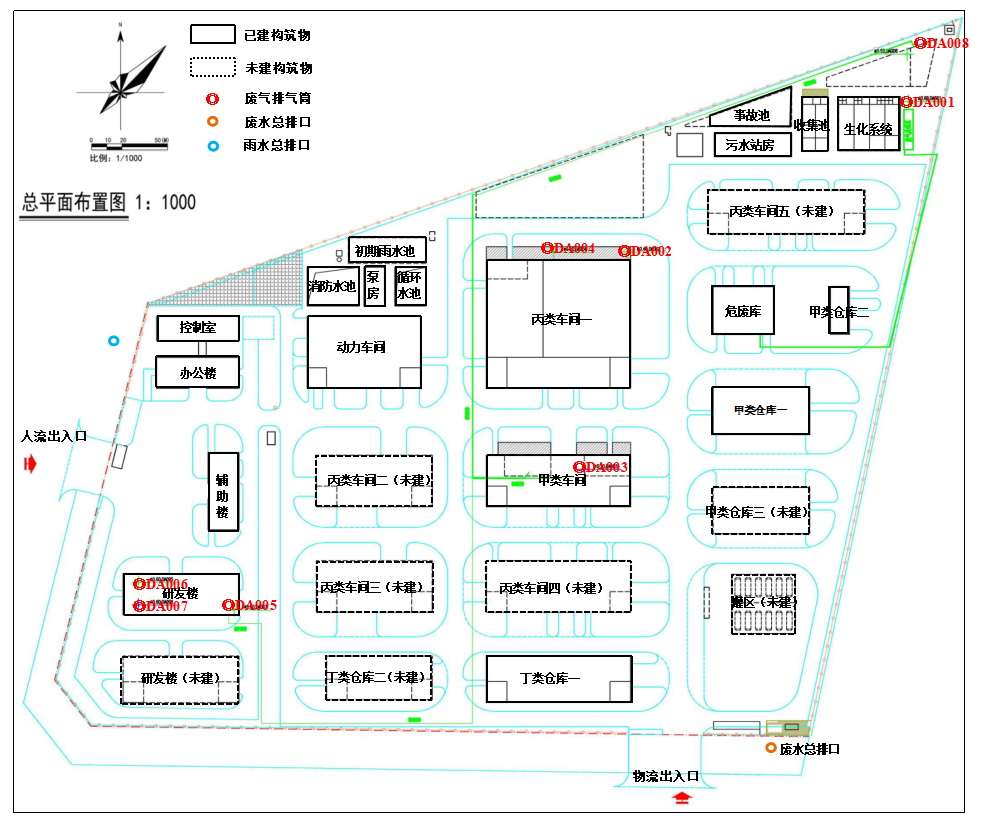 N
已建构筑物
未建构筑物
废气排气筒
废水总排口
雨水总排口
0 10 20 50(M)
比例: 1/1000
总平面布置图 1: 1000
DA008
DA001
事故池
收集池
生化系统
污水站房
丙类车间五（未建）
初期雨水池
消防水池
泵房
循环水池
DA004
DA002
丙类车间一
危废库
甲类仓库二
控制室
办公楼
动力车间
甲类仓库一
人流出入口
辅助楼
丙类车间二（未建）
DA003
甲类车间
甲类仓库三（未建）
DA006
研发楼
DA007
DA005
丙类车间三（未建）
丙类车间四（未建）
罐区（未建）
研发楼（未建）
丁类仓库二（未建）
丁类仓库一
废水总排口
物流出入口